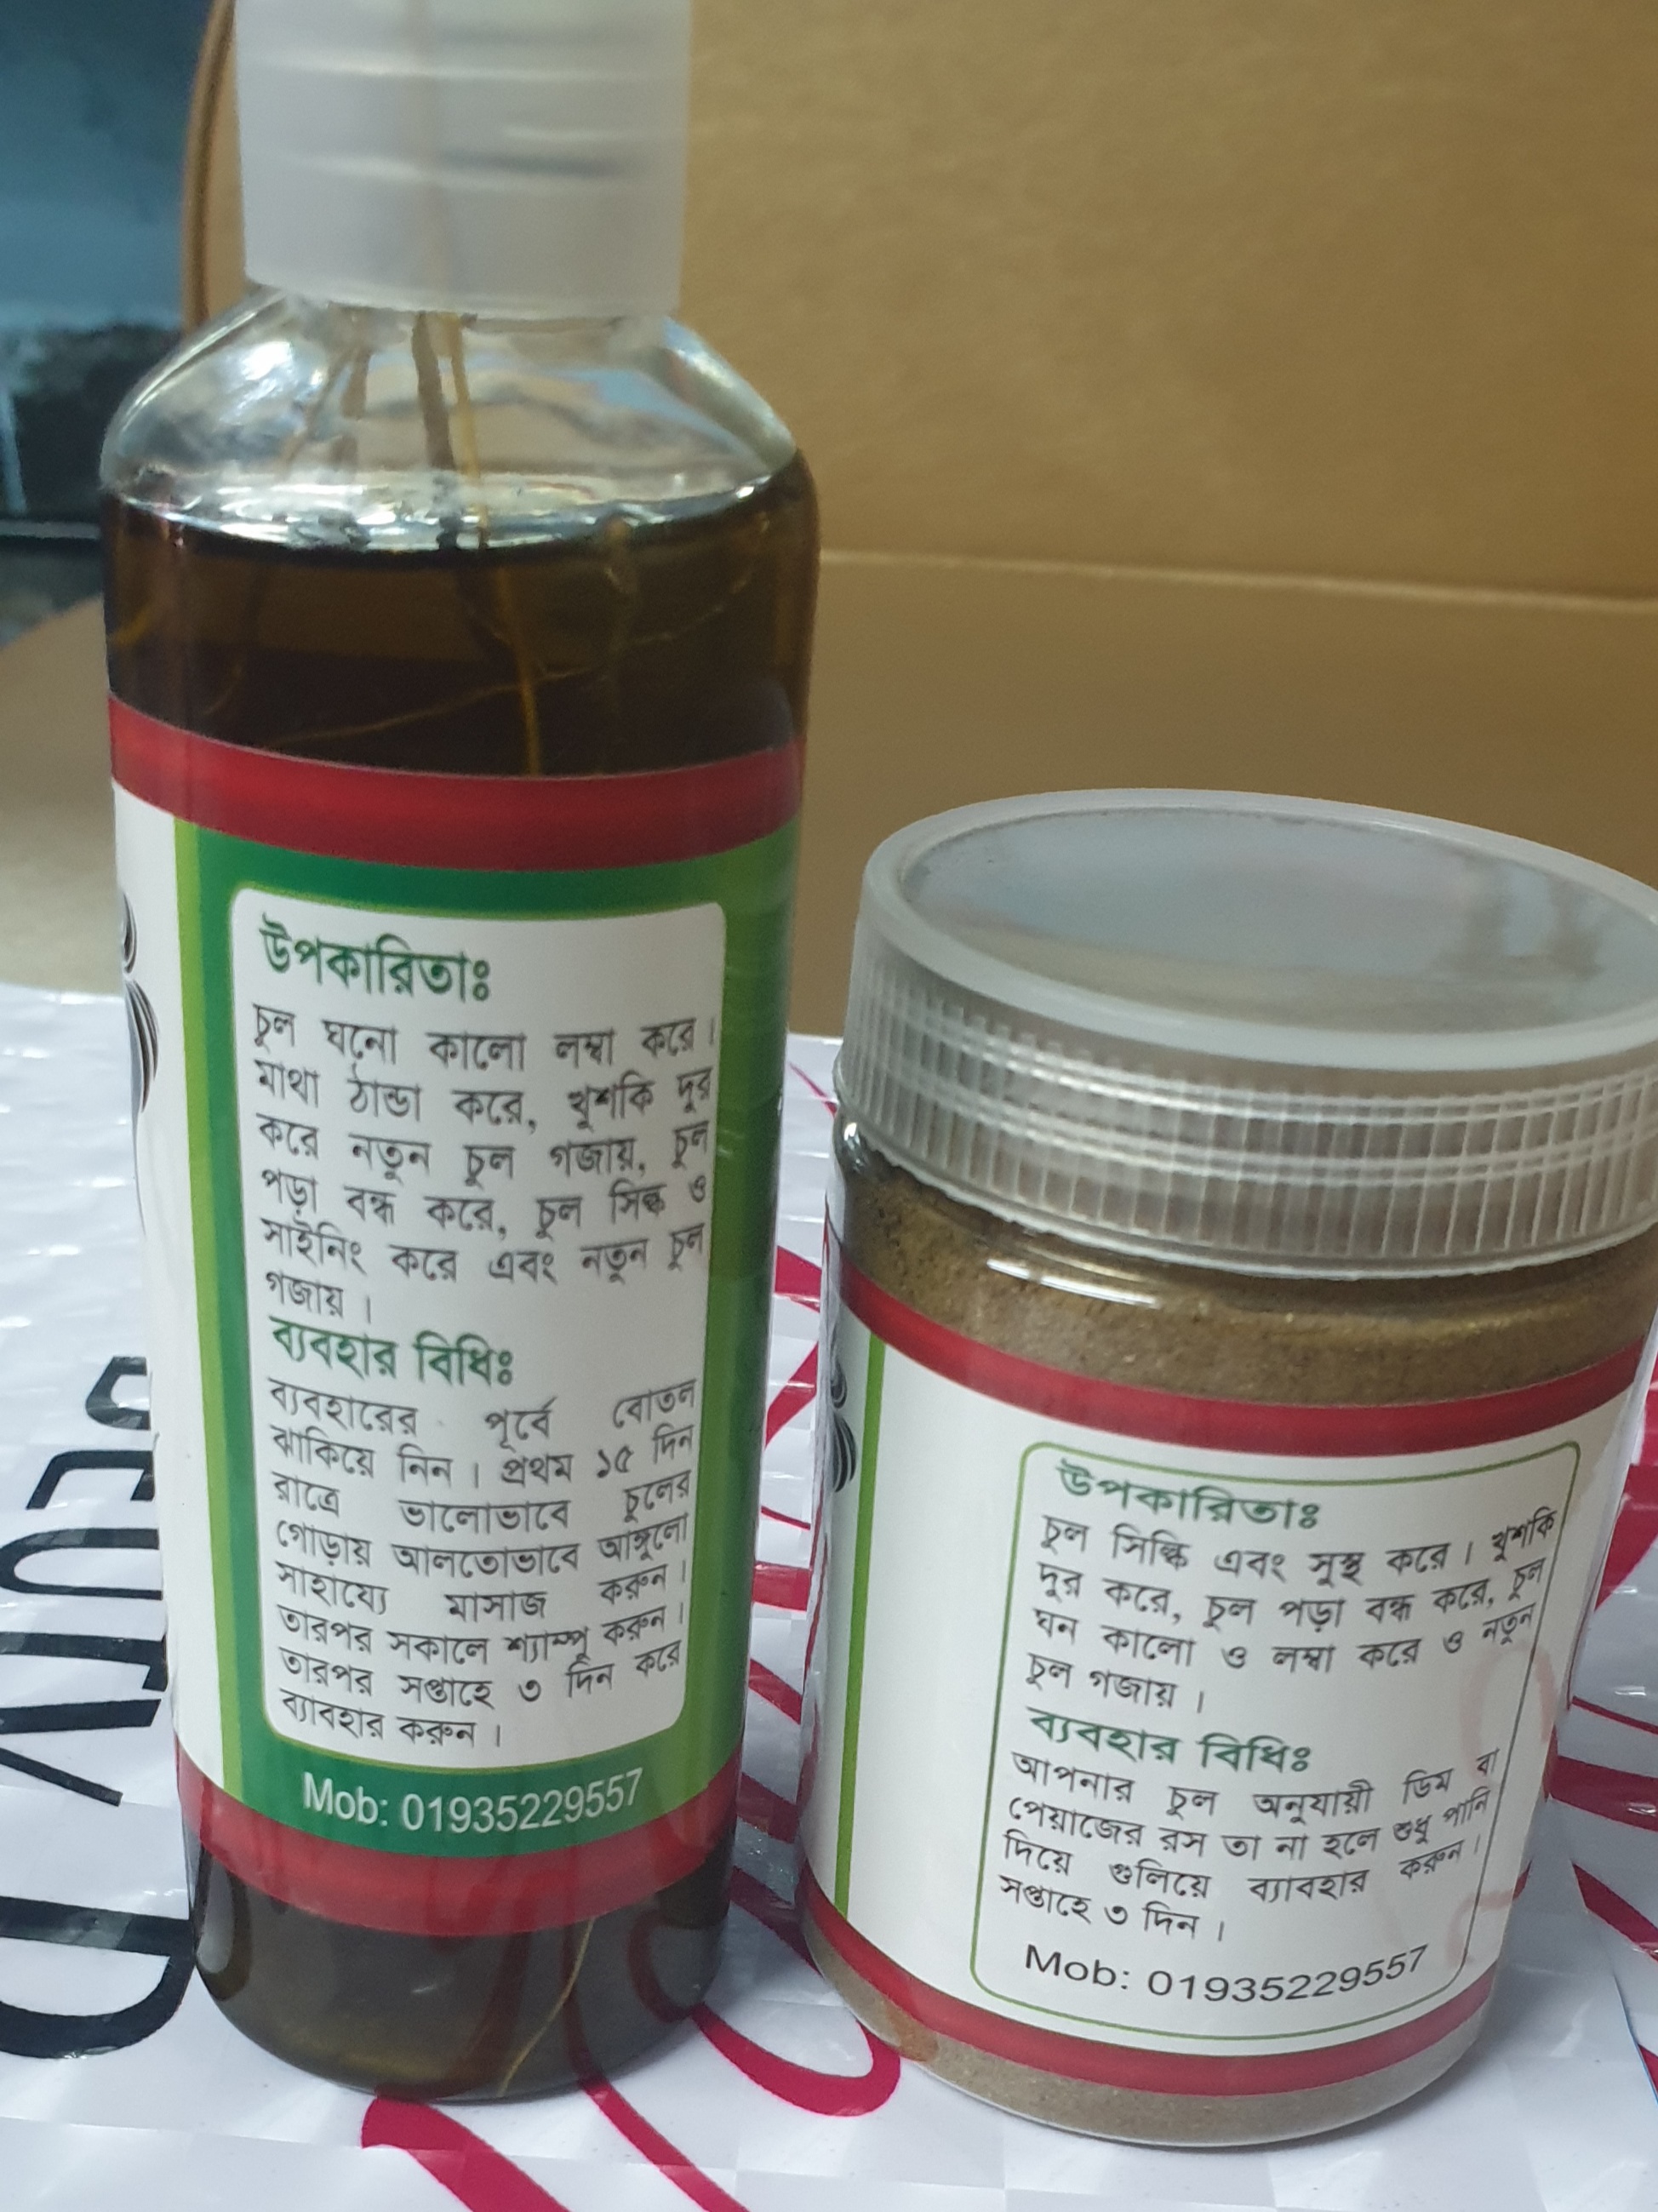 উপকারিতাঃ
চুল ঘনো কালো লম্বা করে।
মাথা ঠান্ডা করে, খুশকি দুর
করে নতুন চুল গজায়, চুল
পড়া বন্ধ করে, চুল সিল্ক ও
সাইনিং করে এবং নতুন চুল
গজায়।
ব্যবহার বিধিঃ
ব্যবহারের পূর্বে বোতল
ঝাকিয়ে নিন। প্রথম ১৫ দিন
রাত্রে ভালোভাবে চুলের
গোড়ায় আলতোভাবে আঙ্গুলো
সাহায্যে মাসাজ করুন।
তারপর সকালে শ্যাম্পু করুন।
তারপর সপ্তাহে ৩ দিন করে
ব্যাবহার করুন।
Mob: 01935229557
উপকারিতাঃ
চুল সিল্কি এবং সুস্থ করে। খুশকি
দুর করে, চুল পড়া বন্ধ করে, চুল
ঘন কালো ও লম্বা করে ও নতুন
চুল গজায়।
ব্যবহার বিধিঃ
আপনার চুল অনুযায়ী ডিম বা
পেয়াজের রস তা না হলে শুধু পানি
দিয়ে গুলিয়ে ব্যাবহার করুন।
সপ্তাহে ৩ দিন।
Mob: 01935229557